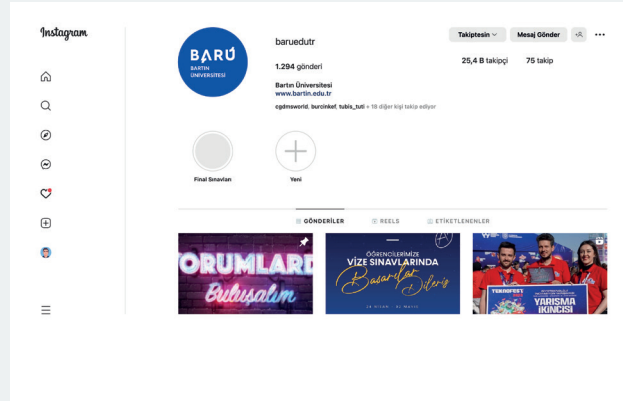 Instagram
BARÜ
BARTIN
ÜNİVERSİTESİ
baruedutr
Takiptesin
Mesaj Gönder
1.294 gönderi
25,4 B takipçi
75 takip
Bartın Üniversitesi
www.bartin.edu.tr
cgdmsworld, burcinkef, tubis_tuti + 18 diğer kişi takip ediyor
Final Sınavları
Yeni
GÖNDERİLER
REELS
ETİKETLENENLER
YORUMLARDA
Buluşalım
ÖĞRENCİLERİMİZE
VİZE SINAVLARINDA
Başarılar
Dileriz
TEKNOFEST
YARIŞMA
İKİNCİSİ